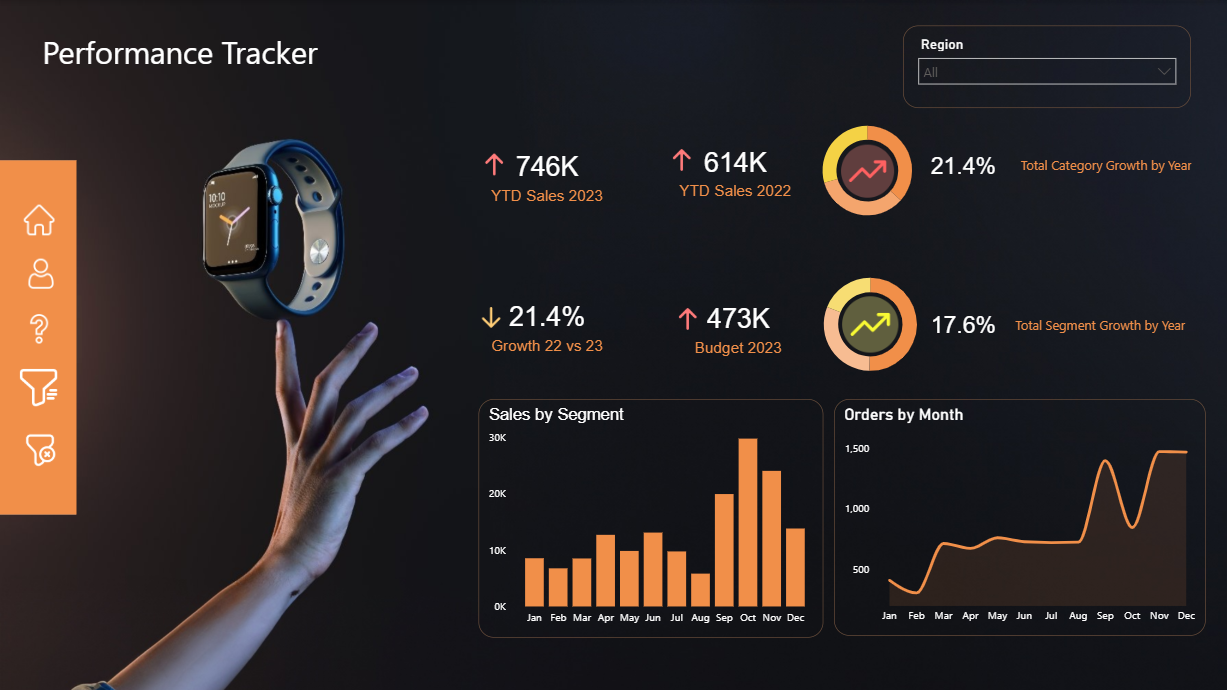 Performance Tracker
Region
All
10:10
746K
YTD Sales 2023
614K
YTD Sales 2022
21.4%
Total Category Growth by Year
21.4%
Growth 22 vs 23
473K
Budget 2023
17.6%
Total Segment Growth by Year
Sales by Segment
30K
20K
10K
0K
Jan Feb Mar Apr May Jun Jul Aug Sep Oct Nov Dec
Orders by Month
1,500
1,000
500
Jan Feb Mar Apr May Jun Jul Aug Sep Oct Nov Dec